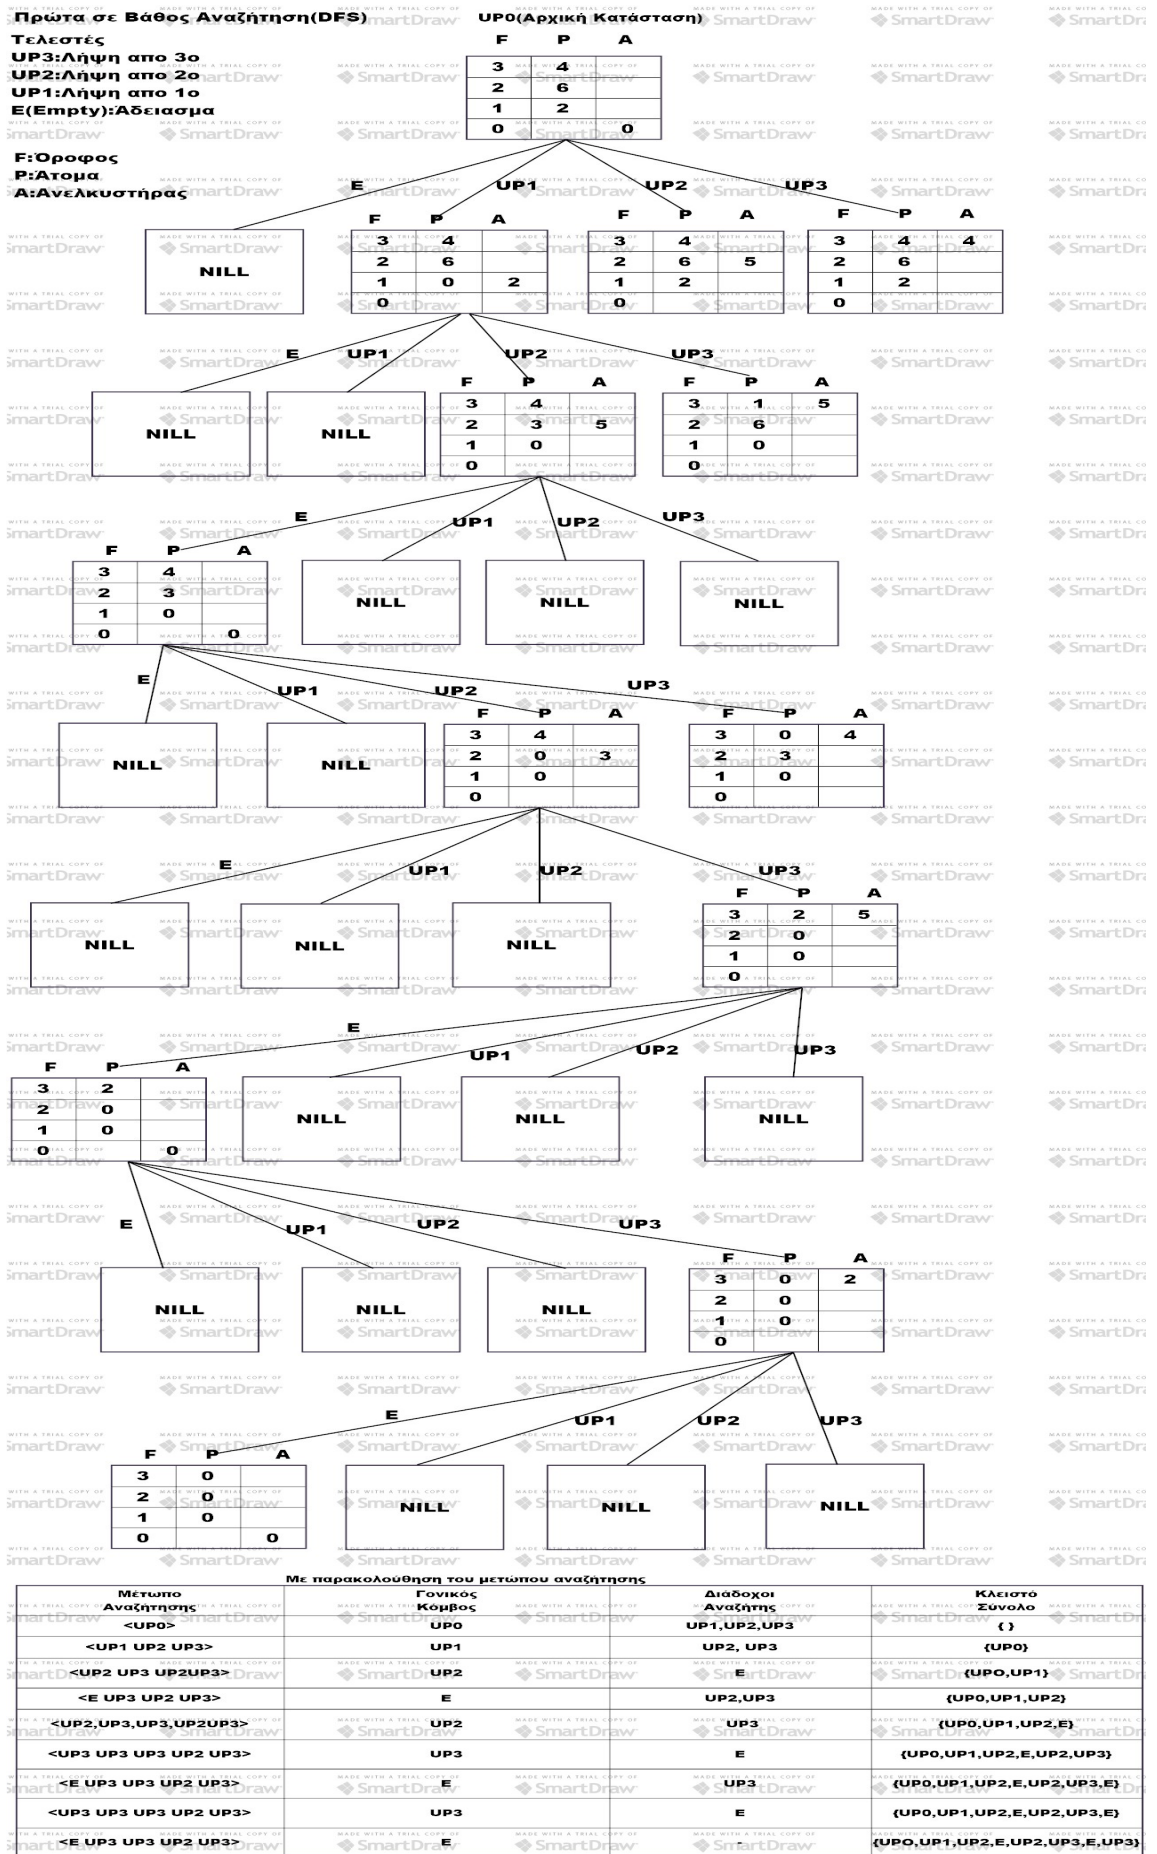 Πρώτα σε Βάθος Αναζήτηση(DFS)
UP0(Αρχική Κατάσταση)
Τελεστές
UP3:Λήψη απο 3ο
UP2:Λήψη απο 2ο
UP1:Λήψη απο 1ο
E(Empty):Άδειασμα
F:Όροφος
P:Άτομα
A:Ανελκυστήρας
F P A
3 4
2 6
1 2
0 0
E UP1 UP2 UP3
NILL
F P A
3 4
2 6
1 0 2
0
F P A
3 4
2 6 5
1 2
0
F P A
3 4 4
2 6
1 2
0
E UP1 UP2 UP3
NILL
NILL
F P A
3 4
2 3 5
1 0
0
F P A
3 1 5
2 6
1 0
0
E UP1 UP2 UP3
F P A
3 4
2 3
1 0
0 0
NILL
NILL
NILL
E UP1 UP2 UP3
NILL
NILL
F P A
3 4
2 0 3
1 0
0
F P A
3 0 4
2 3
1 0
0
E UP1 UP2 UP3
NILL
NILL
NILL
F P A
3 2 5
2 0
1 0
0
E UP1 UP2 UP3
F P A
3 2
2 0
1 0
0 0
NILL
NILL
NILL
E UP1 UP2 UP3
NILL
NILL
NILL
F P A
3 0 2
2 0
1 0
0
E UP1 UP2 UP3
F P A
3 0
2 0
1 0
0 0
NILL
NILL
NILL
Με παρακολούθηση του μετώπου αναζήτησης
Μέτωπο Αναζήτησης Γονικός Κόμβος Διάδοχοι Αναζήτης Κλειστό Σύνολο
<UP0> UP0 UP1,UP2,UP3 { }
<UP1 UP2 UP3> UP1 UP2, UP3 {UP0}
<UP2 UP3 UP2UP3> UP2 E {UPO,UP1}
<E UP3 UP2 UP3> E UP2,UP3 {UP0,UP1,UP2}
<UP2,UP3,UP3,UP2UP3> UP2 UP3 {UP0,UP1,UP2,E}
<UP3 UP3 UP3 UP2 UP3> UP3 E {UP0,UP1,UP2,E,UP2,UP3}
<E UP3 UP3 UP2 UP3> E UP3 {UP0,UP1,UP2,E,UP2,UP3,E}
<UP3 UP3 UP3 UP2 UP3> UP3 E {UP0,UP1,UP2,E,UP2,UP3,E}
<E UP3 UP3 UP2 UP3> E - {UPO,UP1,UP2,E,UP2,UP3,E,UP3}
MADE WITH A TRIAL COPY OF
SmartDraw